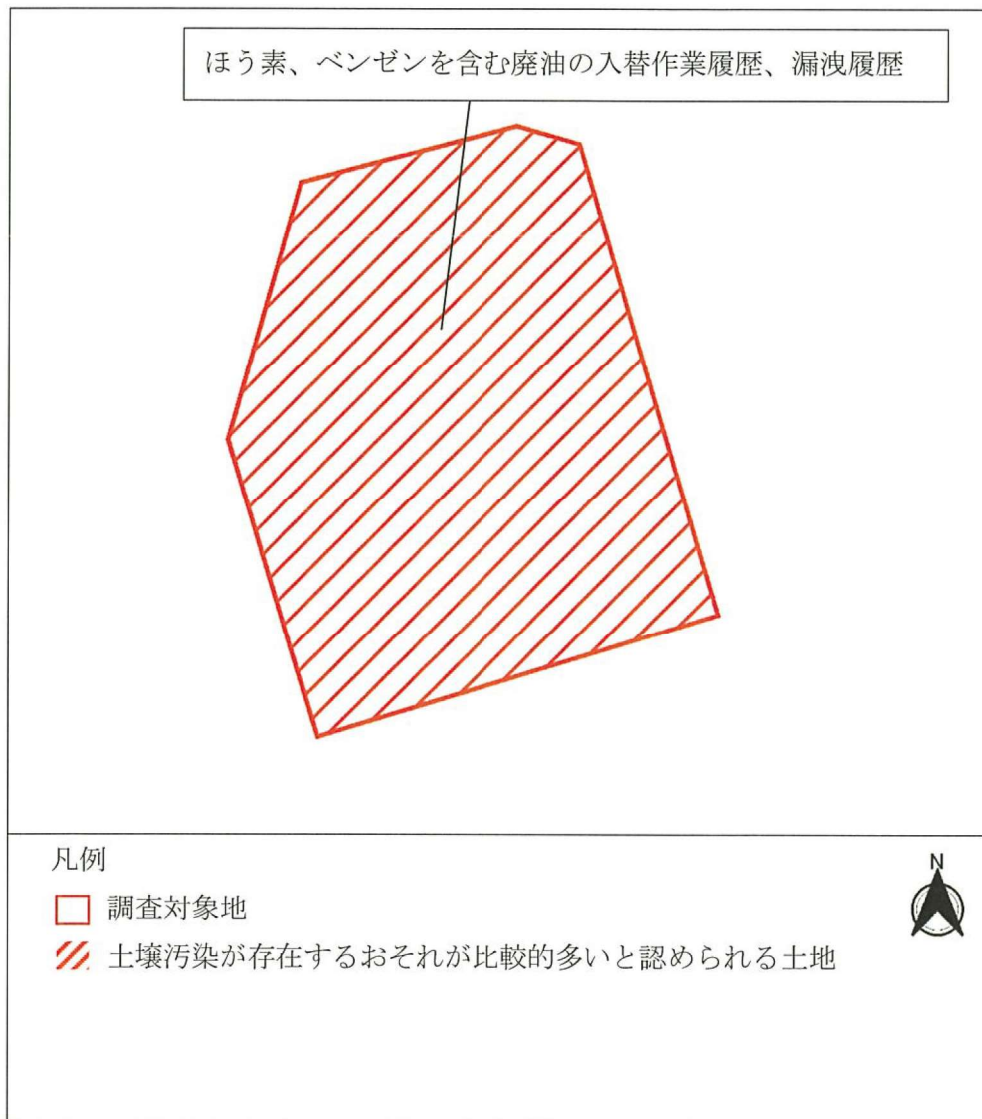 ほう素、ベンゼンを含む廃油の入替作業履歴、漏洩履歴
凡例
N
調査対象地
土壌汚染が存在するおそれが比較的多いと認められる土地